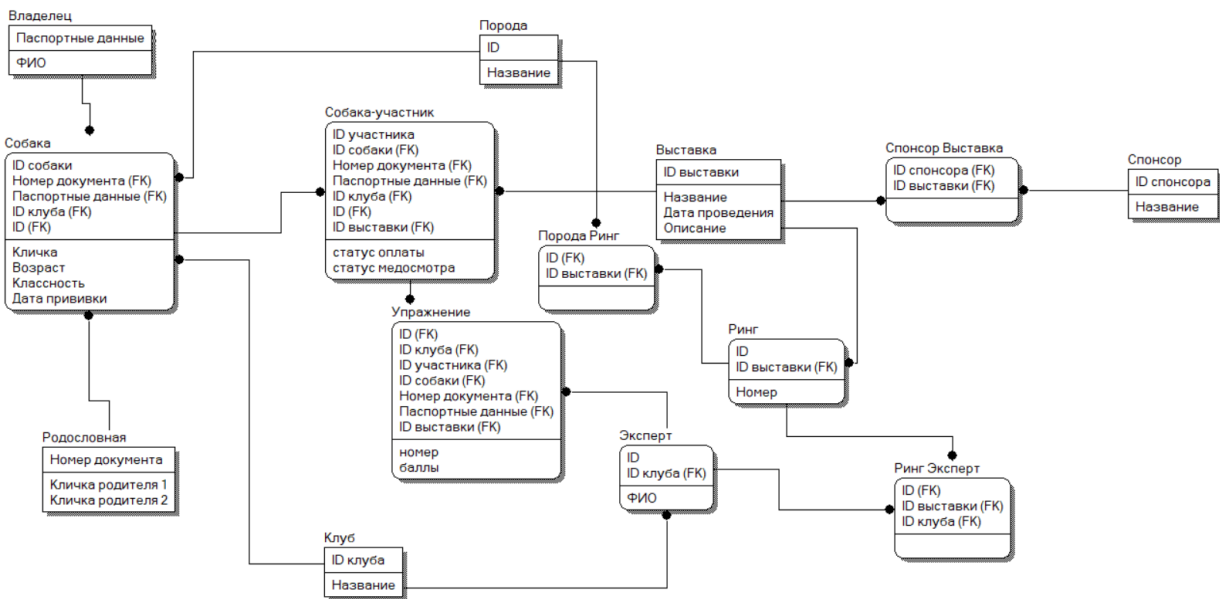 Владелец
Паспортные данные
ФИО
Порода
ID
Название
Собака
ID собаки
Номер документа (FK)
Паспортные данные (FK)
ID клуба (FK)
ID (FK)
Кличка
Возраст
Классность
Дата прививки
Собака-участник
ID участника
ID собаки (FK)
Номер документа (FK)
Паспортные данные (FK)
ID клуба (FK)
ID (FK)
ID выставки (FK)
статус оплаты
статус медосмотра
Выставка
ID выставки
Название
Дата проведения
Описание
Спонсор Выставка
ID спонсора (FK)
ID выставки (FK)
Спонсор
ID спонсора
Название
Порода Ринг
ID (FK)
ID выставки (FK)
Упражнение
ID (FK)
ID клуба (FK)
ID участника (FK)
ID собаки (FK)
Номер документа (FK)
Паспортные данные (FK)
ID выставки (FK)
номер
баллы
Ринг
ID
ID выставки (FK)
Номер
Родословная
Номер документа
Кличка родителя 1
Кличка родителя 2
Эксперт
ID
ID клуба (FK)
ФИО
Ринг Эксперт
ID (FK)
ID выставки (FK)
ID клуба (FK)
Клуб
ID клуба
Название